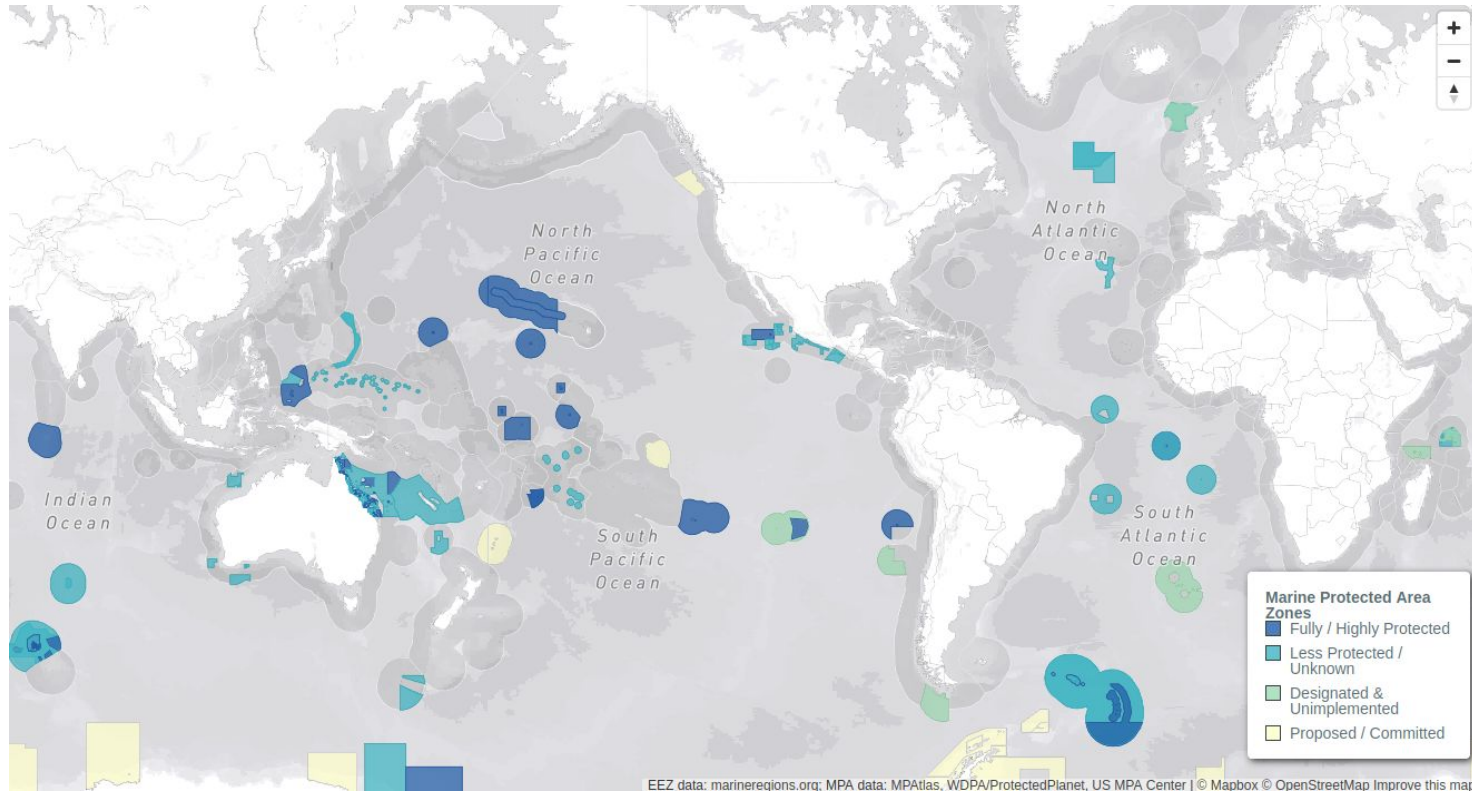 North
Pacific
Ocean
North
Atlantic
Ocean
Indian
Ocean
South
Pacific
Ocean
South
Atlantic
Ocean
Marine Protected Area
Zones
Fully / Highly Protected
Less Protected /
Unknown
Designated &
Unimplemented
Proposed / Committed
EEZ data: marineregions.org; MPA data: MPAtlas, WDPA/ProtectedPlanet, US MPA Center | © Mapbox © OpenStreetMap Improve this map